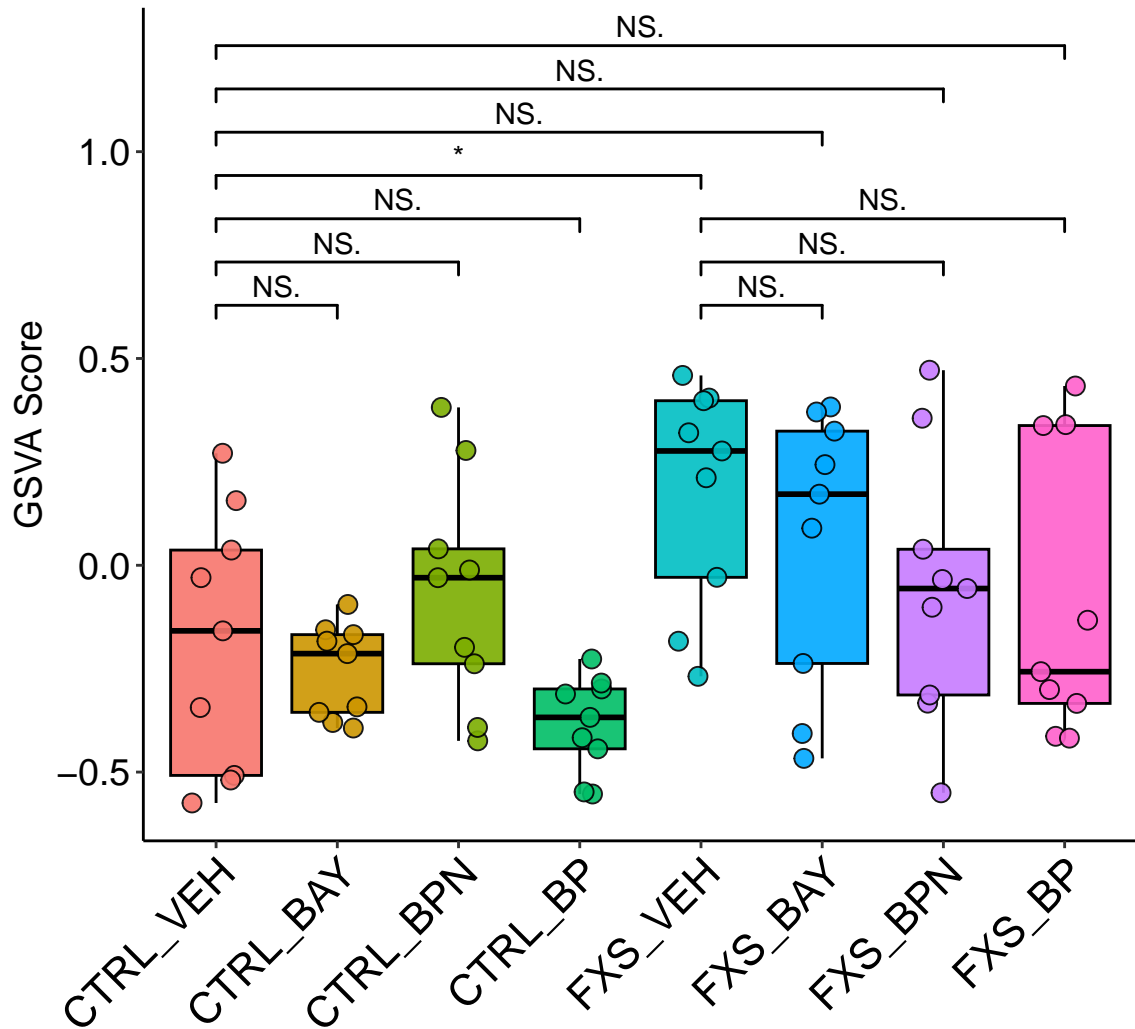 NS.
NS.
NS.
*
NS.
NS.
NS.
NS.
NS.
NS.
GSVA Score
1.0
0.5
0.0
−0.5
CTRL_VEH
CTRL_BAY
CTRL_BPN
CTRL_BP
FXS_VEH
FXS_BAY
FXS_BPN
FXS_BP